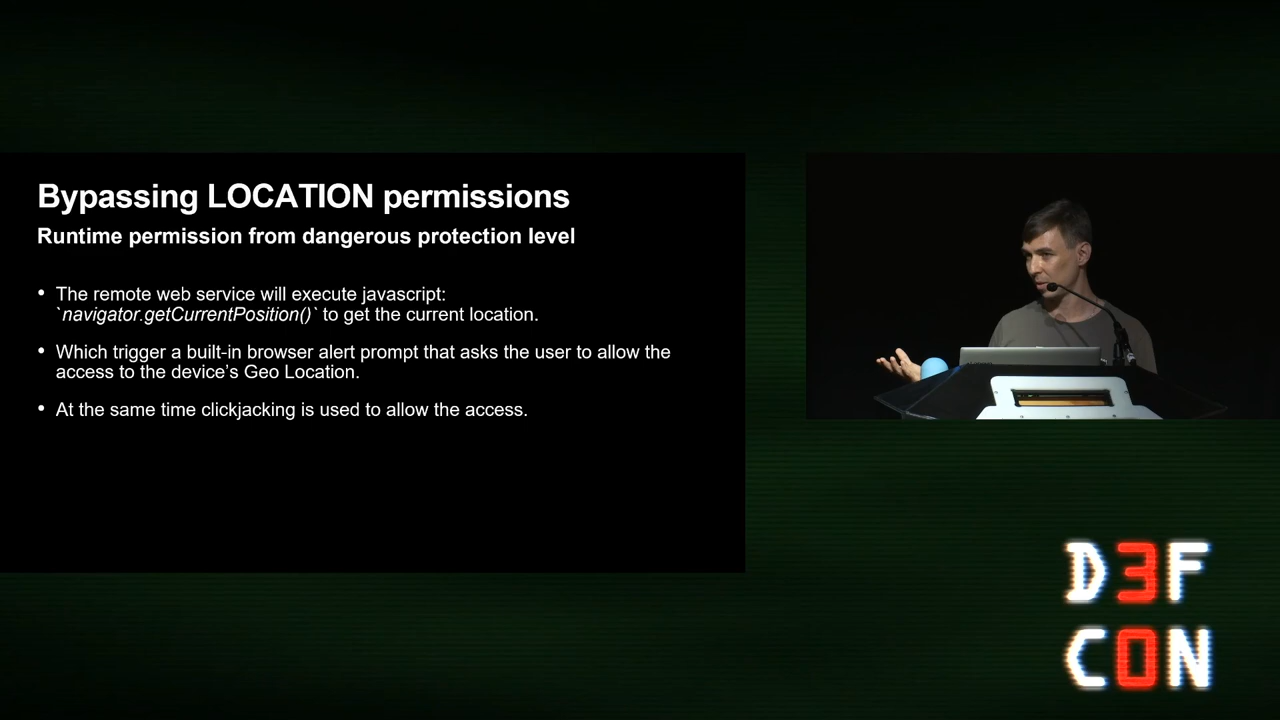 Bypassing LOCATION permissions
Runtime permission from dangerous protection level
• The remote web service will execute javascript:
`navigator.getCurrentPosition()` to get the current location.
• Which trigger a built-in browser alert prompt that asks the user to allow the
access to the device’s Geo Location.
• At the same time clickjacking is used to allow the access.
D3F
C0N